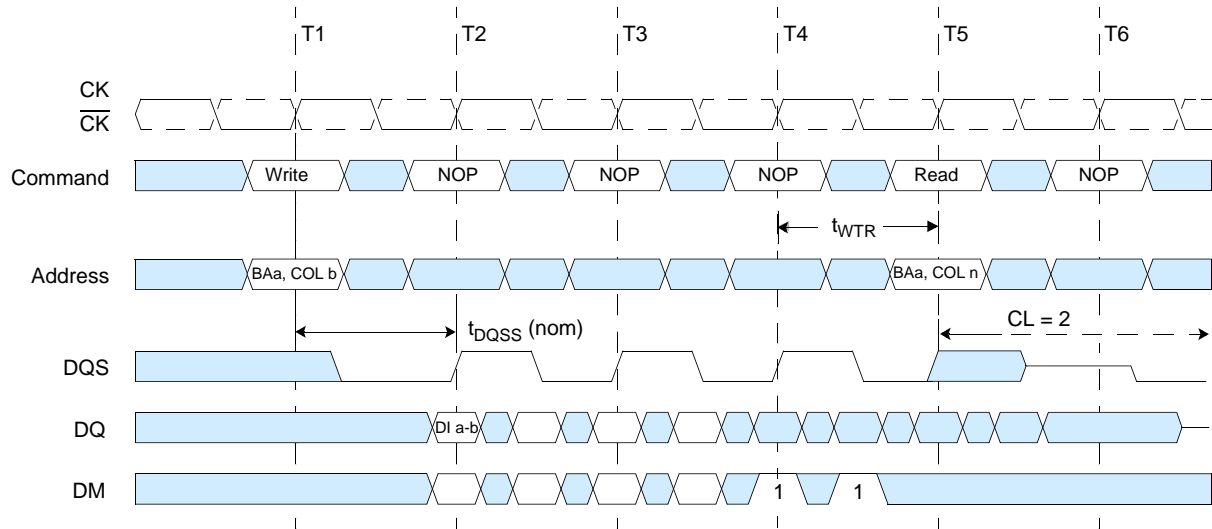 T1 T2 T3 T4 T5 T6
CK
CK
Command Write NOP NOP NOP Read NOP
tWTR
Address BAa, COL b BAa, COL n
tDQSS (nom) CL = 2
DQS
DQ DI a-b
DM 1 1